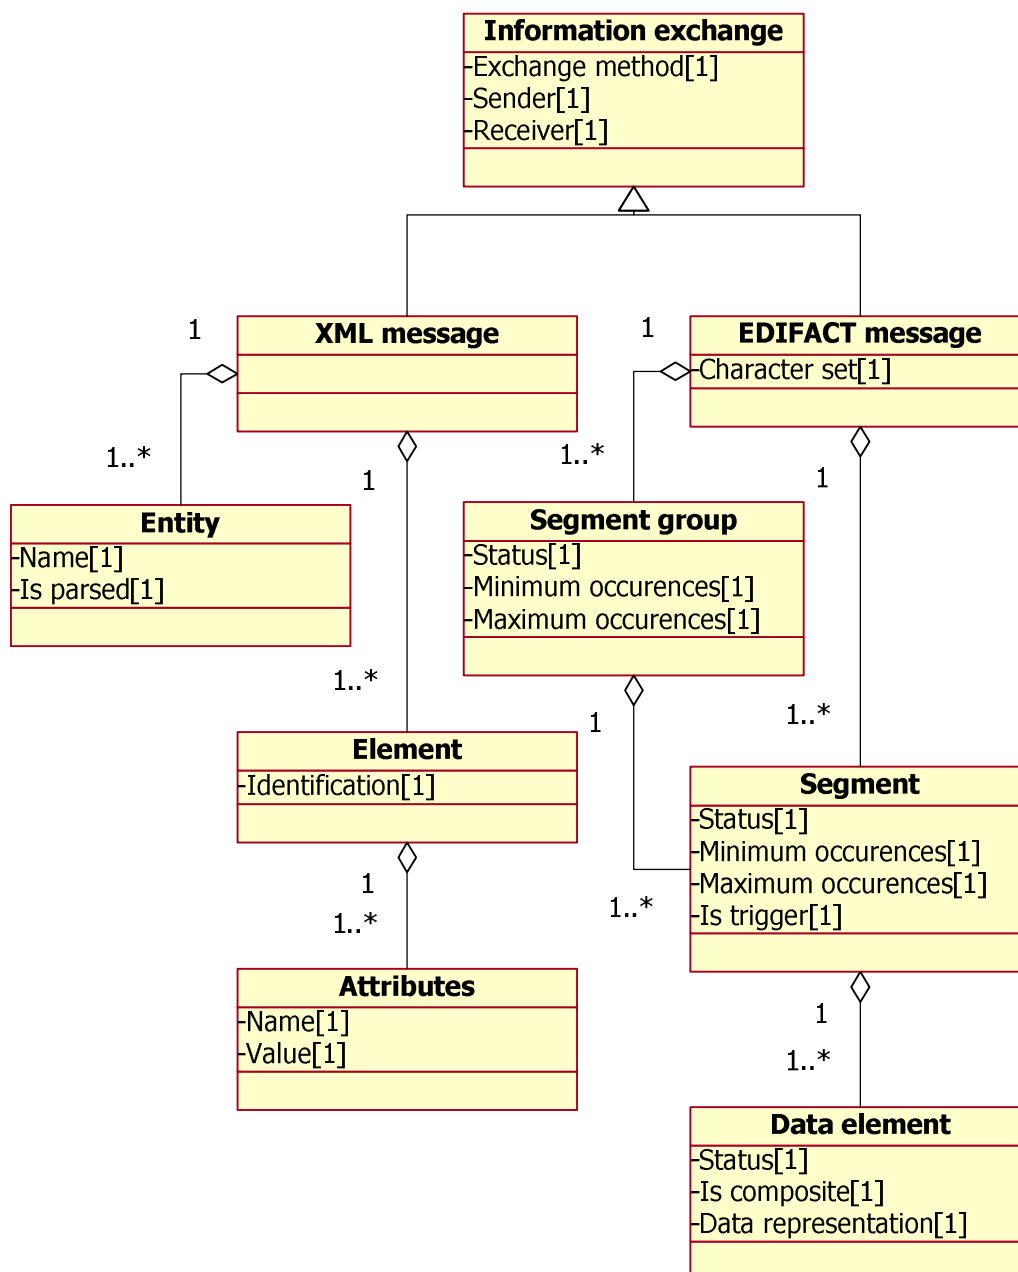 Information exchange
-Exchange method[1]
-Sender[1]
-Receiver[1]
1
XML message
1
EDIFACT message
-Character set[1]
1..*
1
1..*
1
Entity
-Name[1]
-Is parsed[1]
Segment group
-Status[1]
-Minimum occurences[1]
-Maximum occurences[1]
1..*
1
1..*
Element
-Identification[1]
Segment
-Status[1]
-Minimum occurences[1]
-Maximum occurences[1]
-Is trigger[1]
1
1..*
1..*
Attributes
-Name[1]
-Value[1]
1
1..*
Data element
-Status[1]
-Is composite[1]
-Data representation[1]